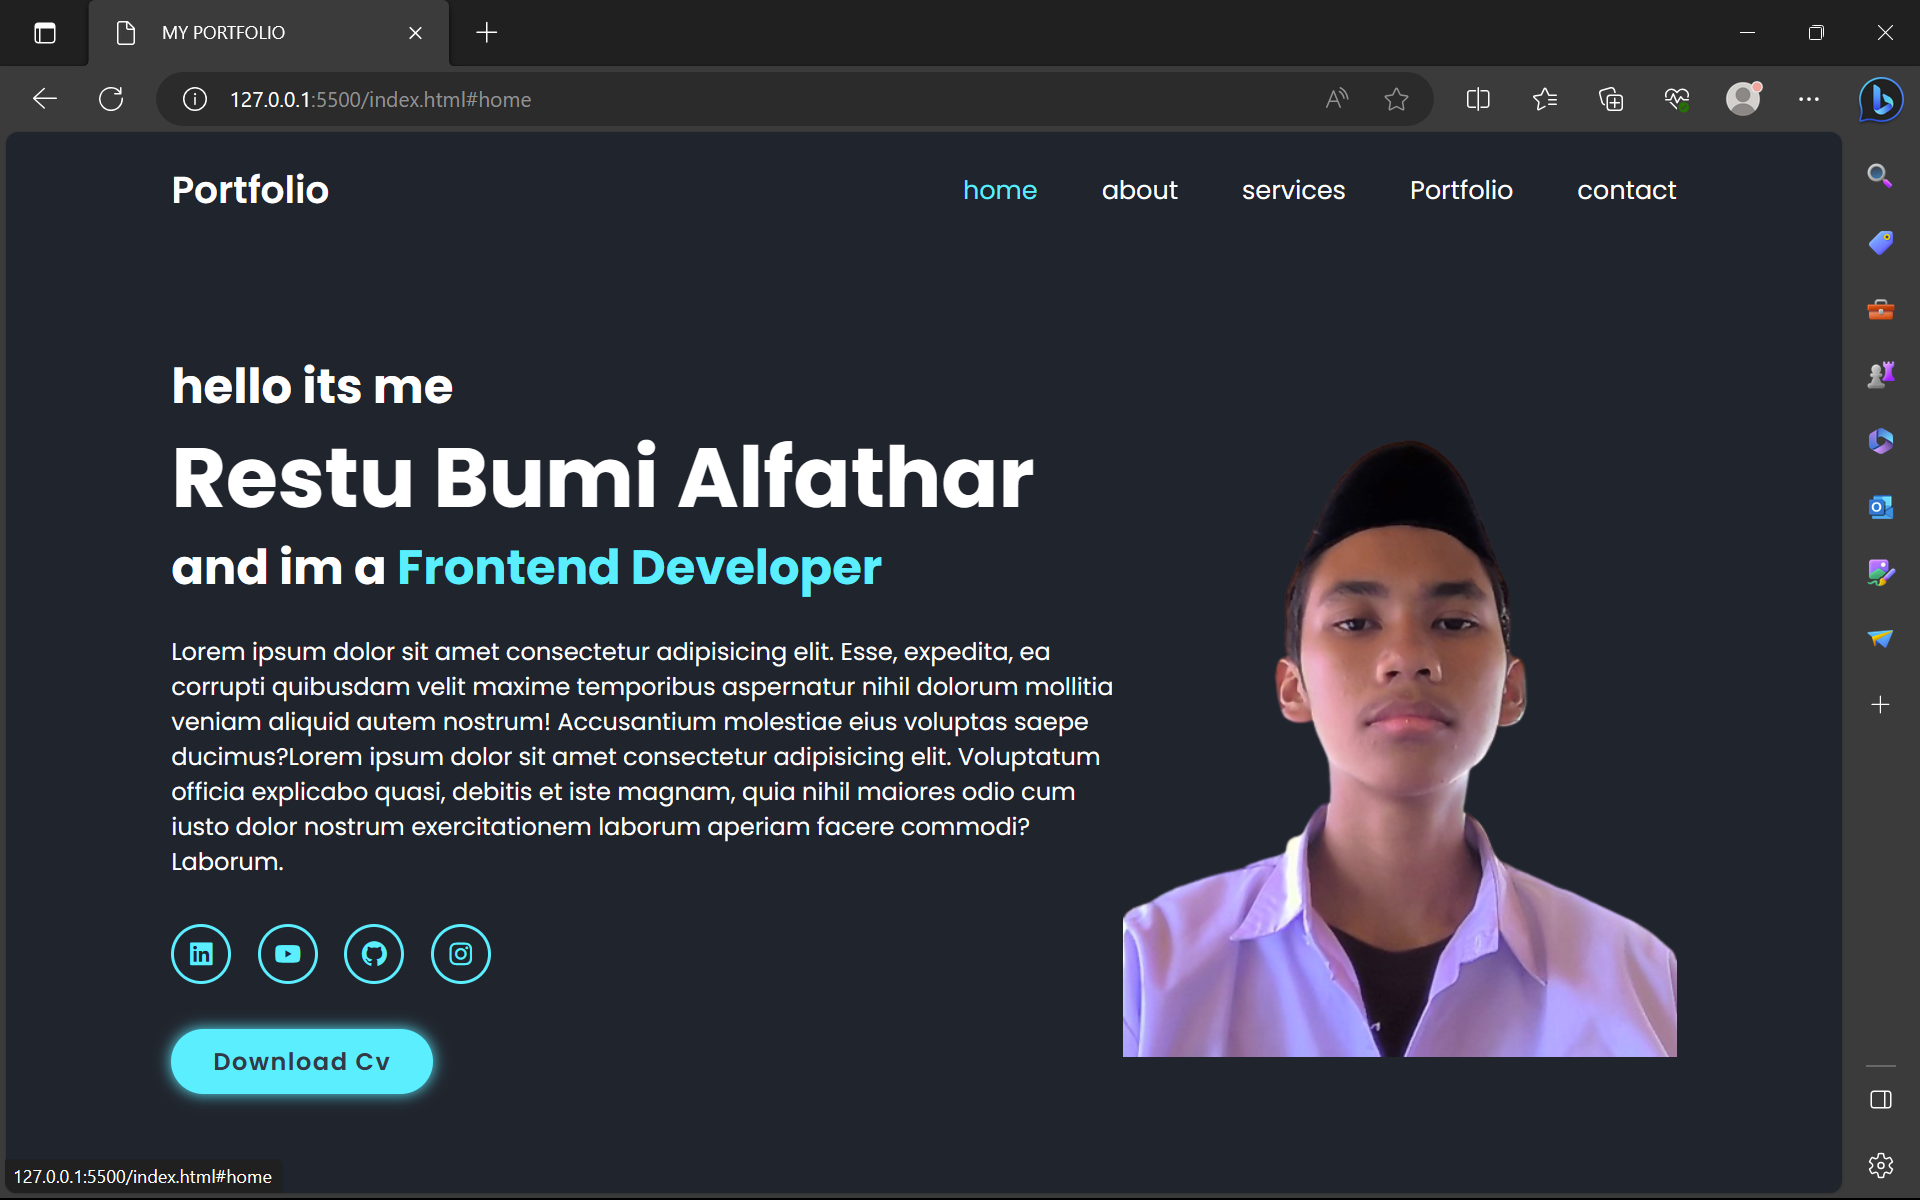 MY PORTFOLIO
127.0.0.1:5500/index.html#home
Portfolio
home about services Portfolio contact
hello its me
Restu Bumi Alfathar
and im a Frontend Developer
Lorem ipsum dolor sit amet consectetur adipisicing elit. Esse, expedita, ea
corrupti quibusdam velit maxime temporibus aspernatur nihil dolorum mollitia
veniam aliquid autem nostrum! Accusantium molestiae eius voluptas saepe
ducimus?Lorem ipsum dolor sit amet consectetur adipisicing elit. Voluptatum
officia explicabo quasi, debitis et iste magnam, quia nihil maiores odio cum
iusto dolor nostrum exercitationem laborum aperiam facere commodi?
Laborum.
Download Cv
127.0.0.1:5500/index.html#home